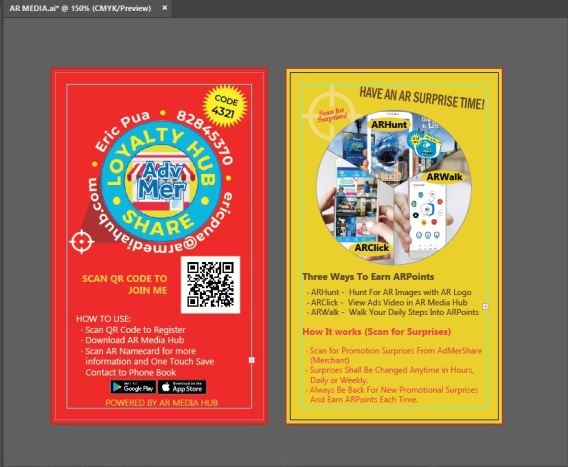 AR MEDIA.ai* @ 150% (CMYK/Preview)
CODE
4321
Eric Pua • 82845370 • ericpua@armediahub.com
LOYALTY HUB
Adv
Mer
SHARE
SCAN QR CODE TO
JOIN ME
HOW TO USE:
· Scan QR Code to Register
· Download AR Media Hub
· Scan AR Namecard for more
information and One Touch Save
Contact to Phone Book
Google Play
App Store
POWERED BY AR MEDIA HUB
HAVE AN AR SURPRISE TIME!
Scan for
Surprises!
ARHunt
ARWalk
ARClick
Three Ways To Earn ARPoints
· ARHunt - Hunt For AR Images with AR Logo
· ARClick - View Ads Video in AR Media Hub
· ARWalk - Walk Your Daily Steps Into ARPoints
How It works (Scan for Surprises)
· Scan for Promotion Surprises From AdMerShare
(Merchant)
· Surprises Shall Be Changed Anytime in Hours,
Daily or Weekly.
· Always Be Back For New Promotional Surprises
And Earn ARPoints Each Time.